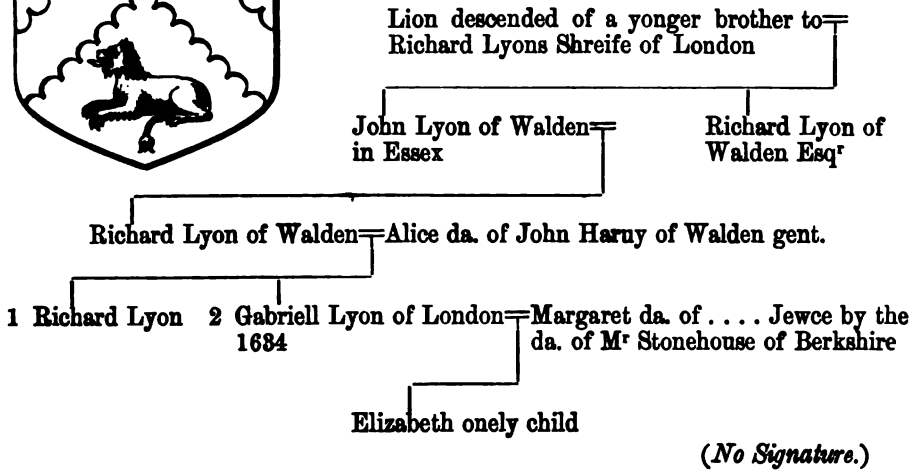 Lion descended of a yonger brother to=
Richard Lyons Shreife of London
John Lyon of Walden=
in Essex
Richard Lyon of
Walden Esqr
Richard Lyon of Walden=Alice da. of John Haruy of Walden gent.
1 Richard Lyon 2 Gabriell Lyon of London=Margaret da. of .... Jewce by the
1634
da. of Mr Stonehouse of Berkshire
Elizabeth onely child
(No Signature.)